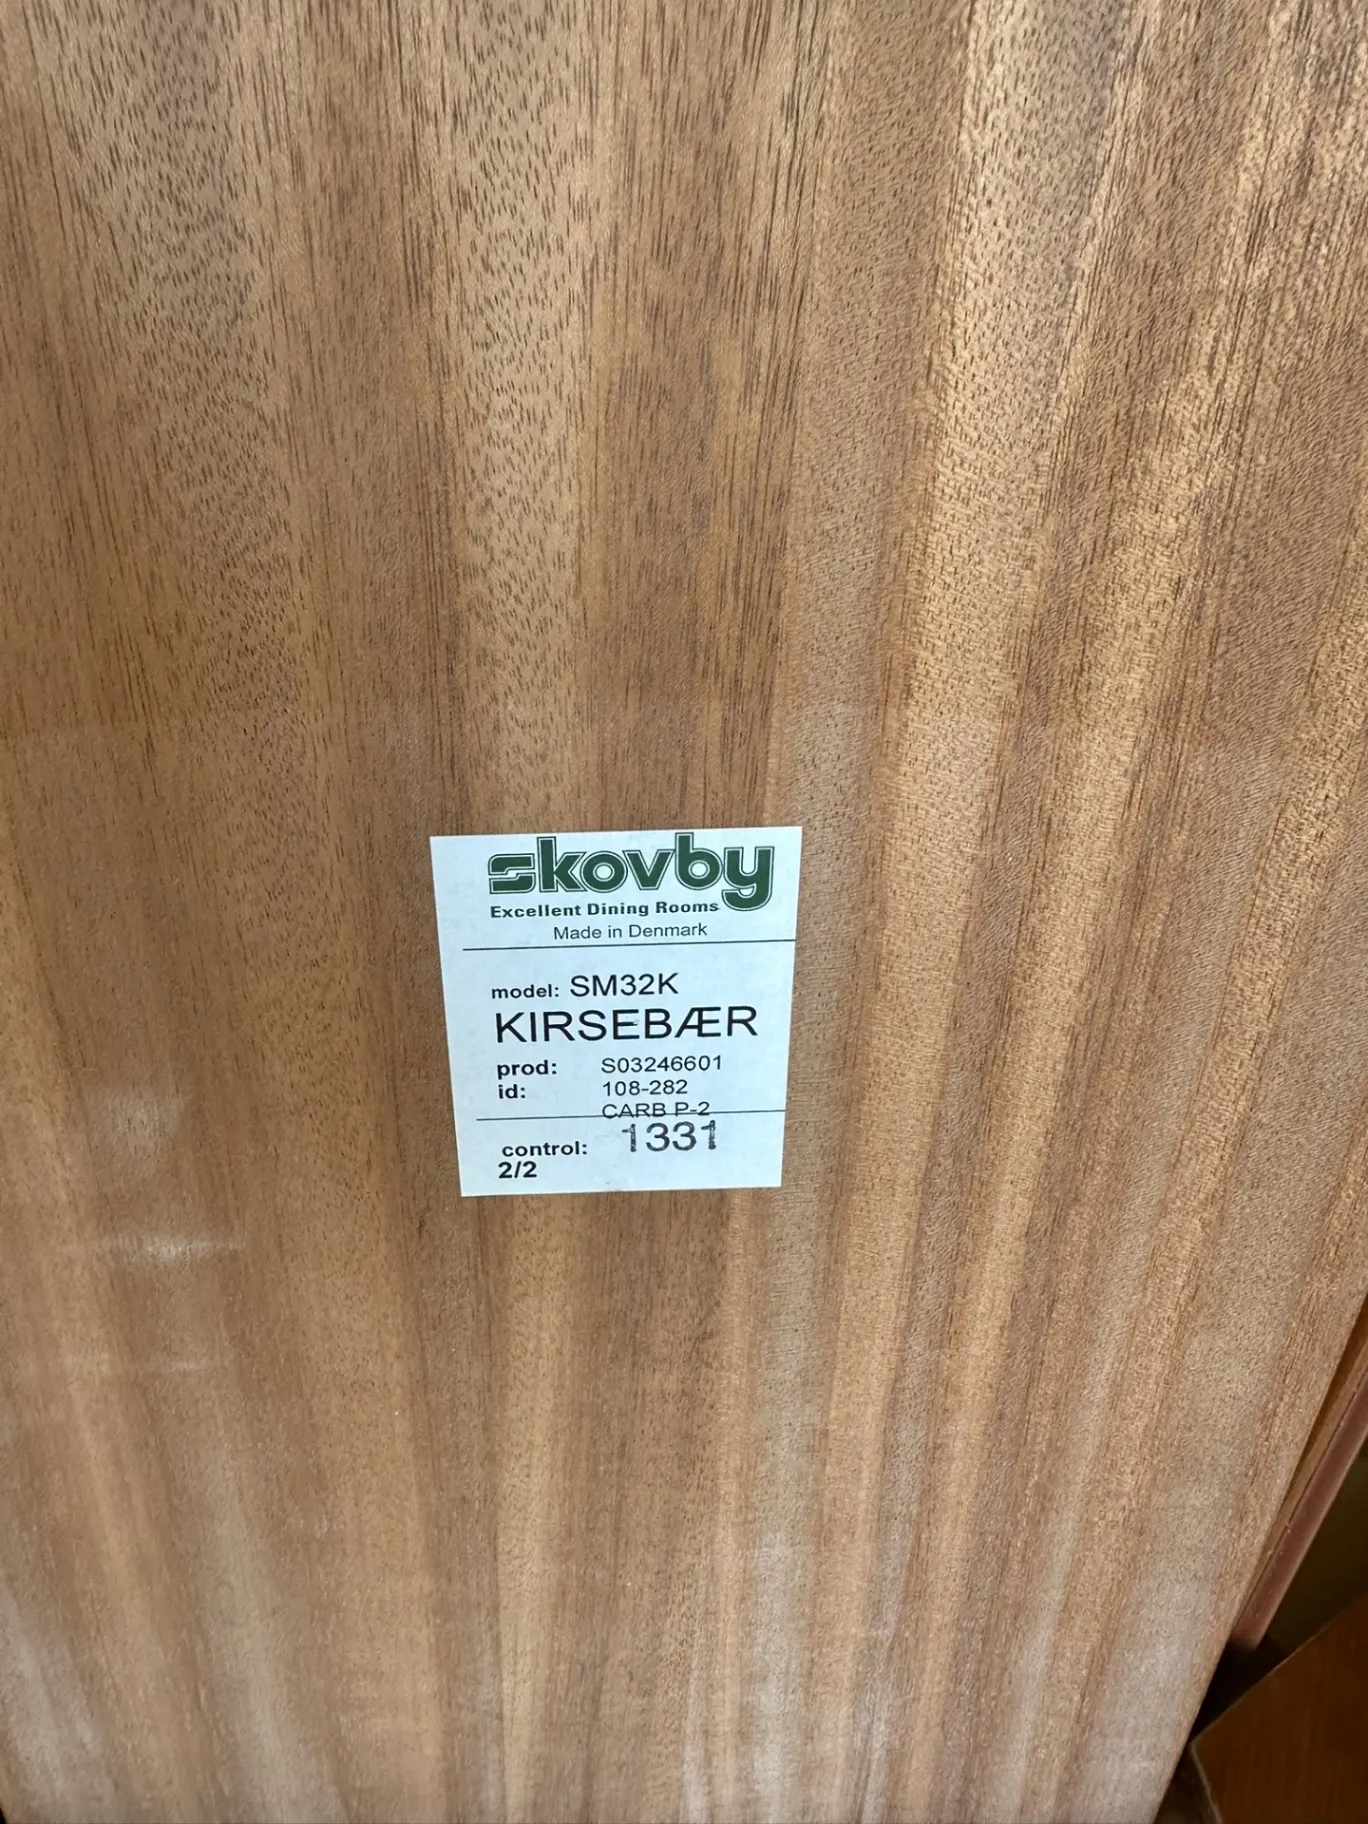 skovby
Excellent Dining Rooms
Made in Denmark
model: SM32K
KIRSEBÆR
prod: S03246601
id: 108-282
CARB P-2
control: 1331
2/2